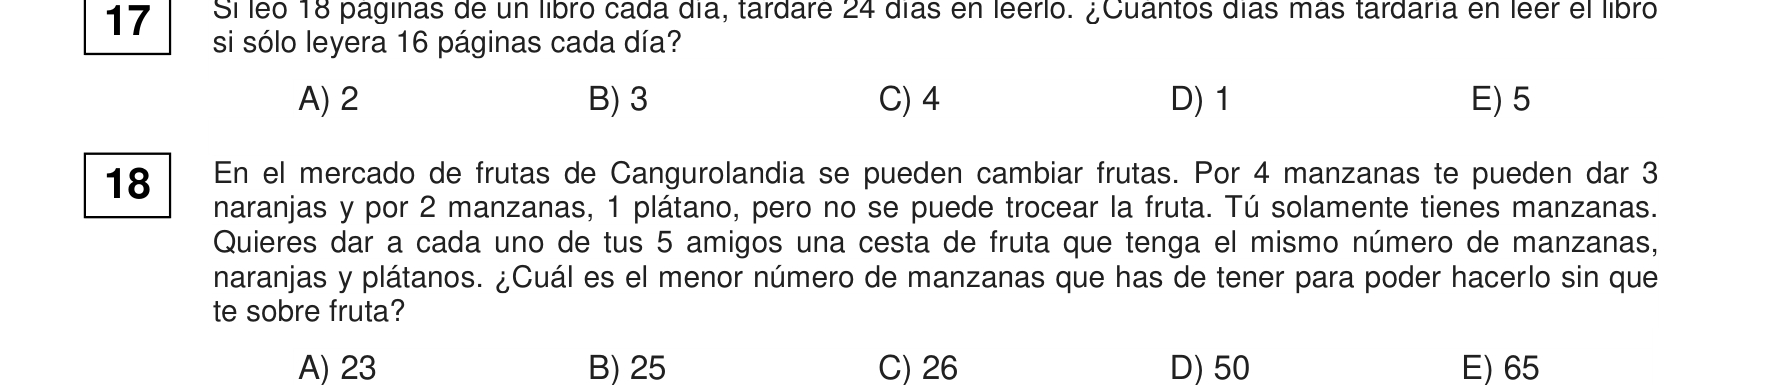 17
Si leo 18 páginas de un libro cada día, tardaré 24 días en leerlo. ¿Cuántos días más tardaría en leer el libro
si sólo leyera 16 páginas cada día?
A) 2 B) 3 C) 4 D) 1 E) 5
18
En el mercado de frutas de Cangurolandia se pueden cambiar frutas. Por 4 manzanas te pueden dar 3
naranjas y por 2 manzanas, 1 plátano, pero no se puede trocear la fruta. Tú solamente tienes manzanas.
Quieres dar a cada uno de tus 5 amigos una cesta de fruta que tenga el mismo número de manzanas,
naranjas y plátanos. ¿Cuál es el menor número de manzanas que has de tener para poder hacerlo sin que
te sobre fruta?
A) 23 B) 25 C) 26 D) 50 E) 65